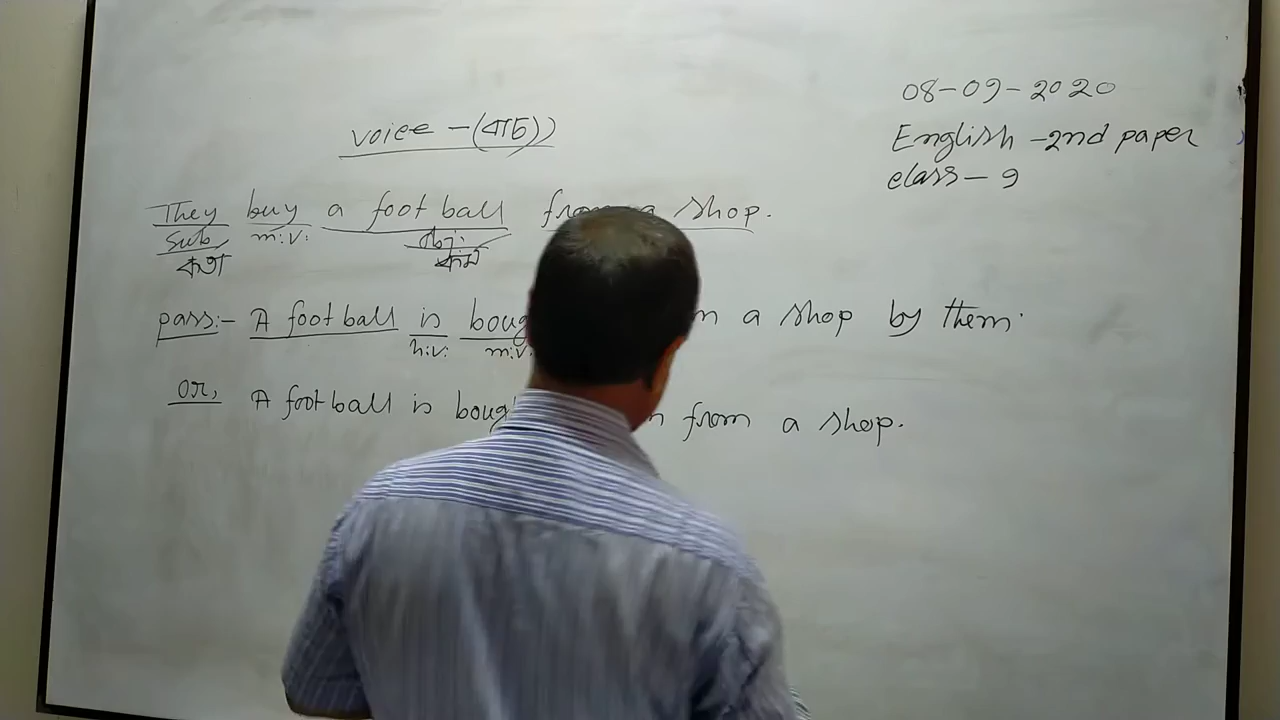 08-09-2020
English -2nd paper
class - 9
voice -(বাচ্য)
They buy a foot ball from a shop.
Sub m.v. obj.
কর্তা কর্ম
pass:- A foot ball is a shop by them.
h.v. m.v.
or, A foot ball is from a shop.